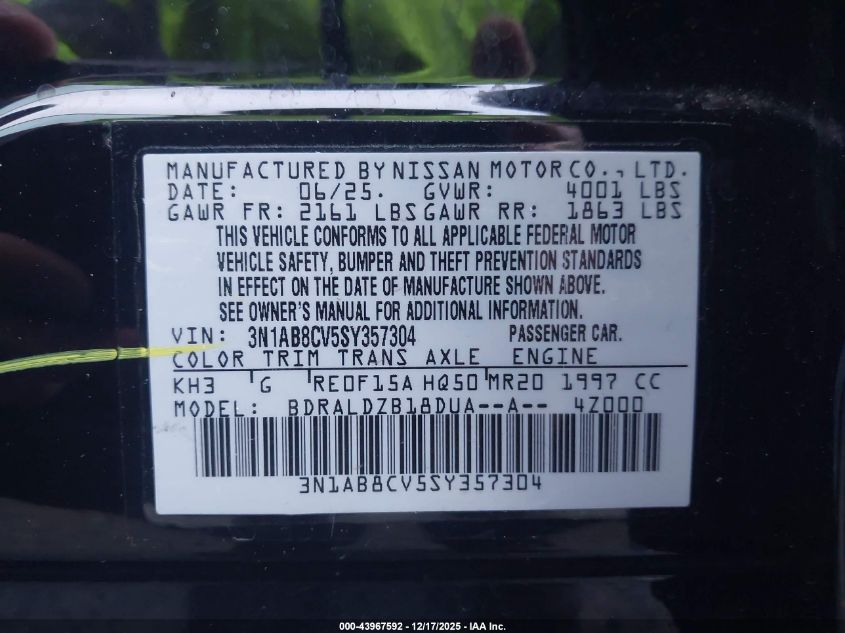 MANUFACTURED BY NISSAN MOTOR CO., LTD.
DATE: 06/25. GVWR: 4001 LBS
GAWR FR: 2161 LBS GAWR RR: 1863 LBS
THIS VEHICLE CONFORMS TO ALL APPLICABLE FEDERAL MOTOR
VEHICLE SAFETY, BUMPER AND THEFT PREVENTION STANDARDS
IN EFFECT ON THE DATE OF MANUFACTURE SHOWN ABOVE.
SEE OWNER'S MANUAL FOR ADDITIONAL INFORMATION.
VIN: 3N1AB8CV5SY357304 PASSENGER CAR.
COLOR TRIM TRANS AXLE ENGINE
KH3 G RE0F15A HQ50 MR20 1997 CC
MODEL: BDRALDZB18DUA--A-- 4Z000
3N1AB8CV5SY357304
000-43967592 - 12/17/2025 - IAA Inc.